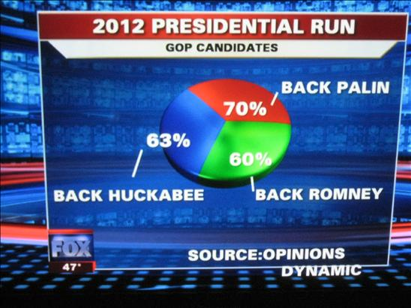 2012 PRESIDENTIAL RUN
GOP CANDIDATES
BACK PALIN
70%
63%
60%
BACK HUCKABEE
BACK ROMNEY
FOX
47°
SOURCE:OPINIONS
DYNAMIC